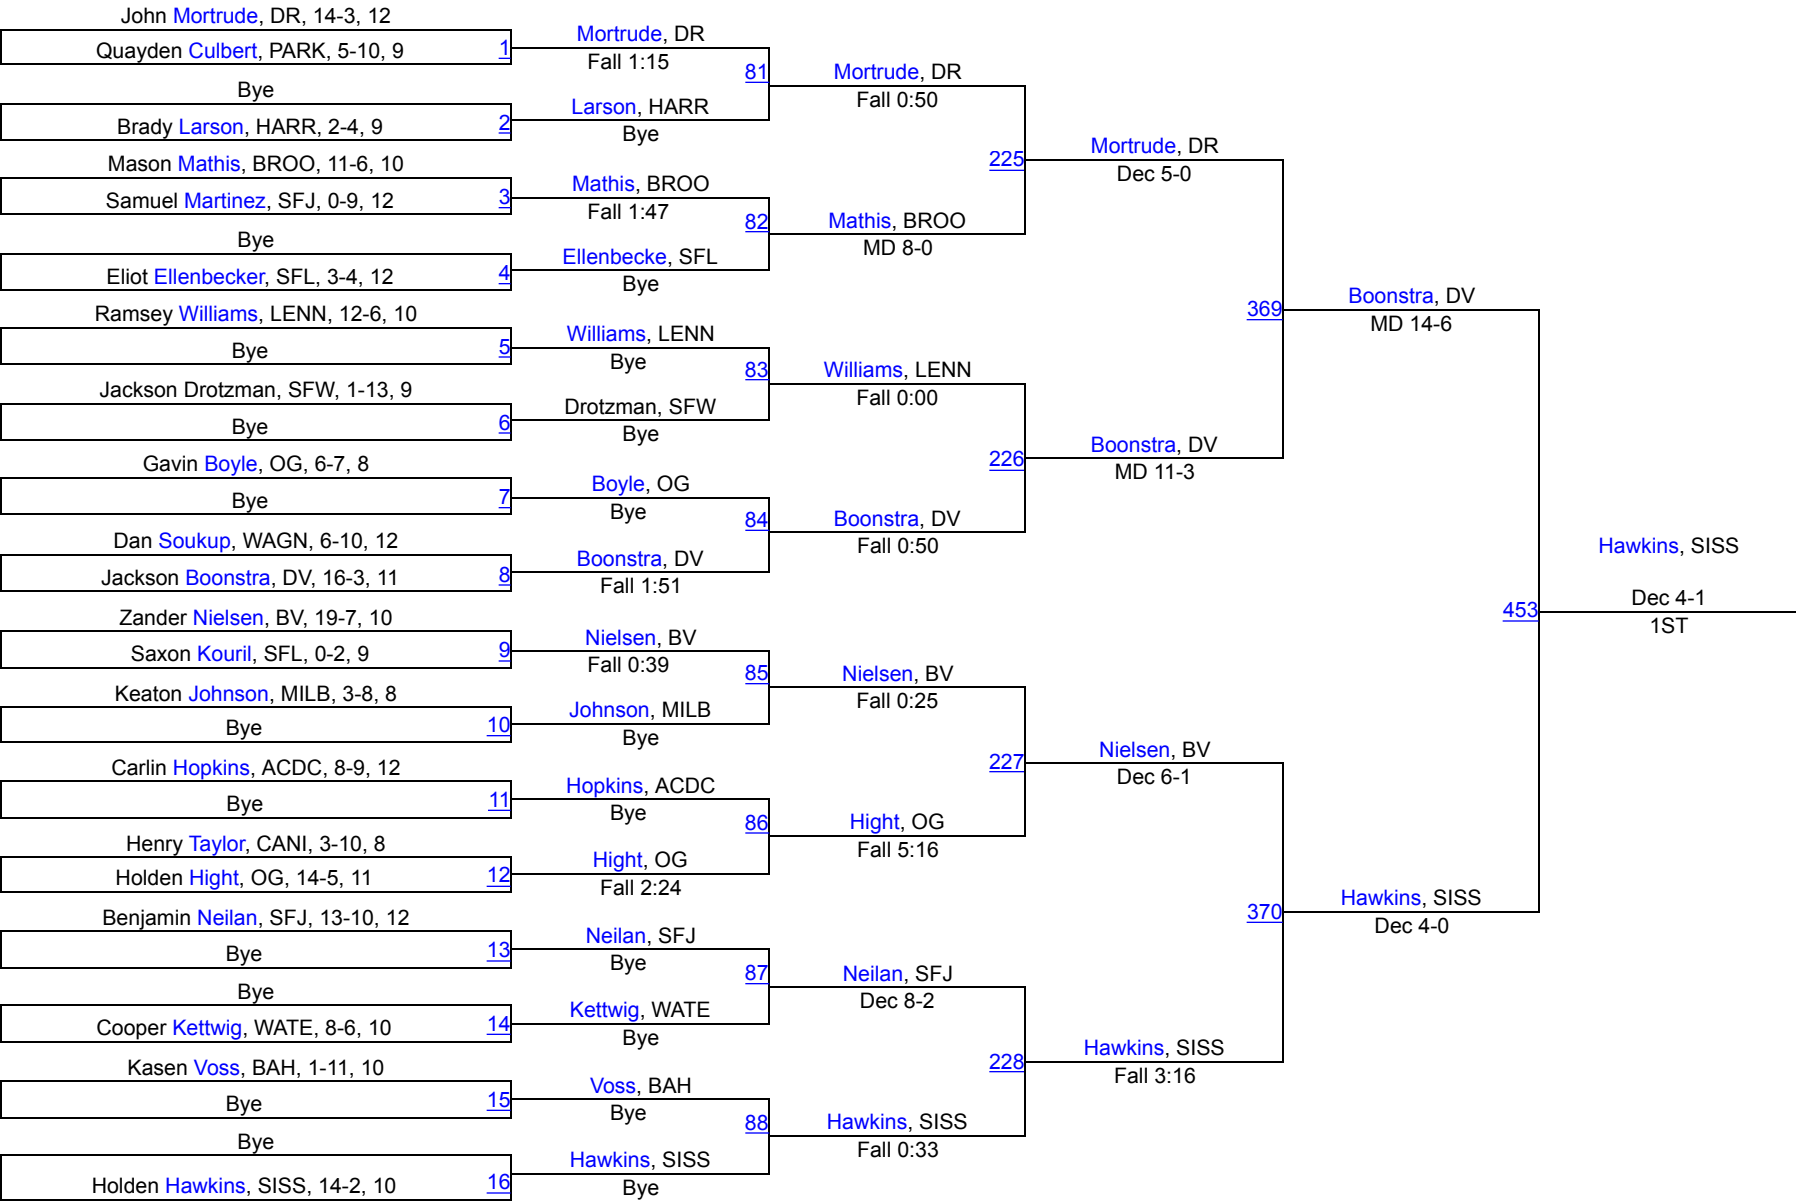 John Mortrude, DR, 14-3, 12
Quayden Culbert, PARK, 5-10, 9
1
Bye
Brady Larson, HARR, 2-4, 9
2
Mason Mathis, BROO, 11-6, 10
Samuel Martinez, SFJ, 0-9, 12
3
Bye
Eliot Ellenbecker, SFL, 3-4, 12
4
Ramsey Williams, LENN, 12-6, 10
Bye
5
Jackson Drotzman, SFW, 1-13, 9
Bye
6
Gavin Boyle, OG, 6-7, 8
Bye
7
Dan Soukup, WAGN, 6-10, 12
Jackson Boonstra, DV, 16-3, 11
8
Zander Nielsen, BV, 19-7, 10
Saxon Kouril, SFL, 0-2, 9
9
Keaton Johnson, MILB, 3-8, 8
Bye
10
Carlin Hopkins, ACDC, 8-9, 12
Bye
11
Henry Taylor, CANI, 3-10, 8
Holden Hight, OG, 14-5, 11
12
Benjamin Neilan, SFJ, 13-10, 12
Bye
13
Bye
Cooper Kettwig, WATE, 8-6, 10
14
Kasen Voss, BAH, 1-11, 10
Bye
15
Bye
Holden Hawkins, SISS, 14-2, 10
16
Mortrude, DR
Fall 1:15
81
Larson, HARR
Bye
Mathis, BROO
Fall 1:47
82
Ellenbecke, SFL
Bye
Williams, LENN
Bye
83
Drotzman, SFW
Bye
Boyle, OG
Bye
84
Boonstra, DV
Fall 1:51
Nielsen, BV
Fall 0:39
85
Johnson, MILB
Bye
Hopkins, ACDC
Bye
86
Hight, OG
Fall 2:24
Neilan, SFJ
Bye
87
Kettwig, WATE
Bye
Voss, BAH
Bye
88
Hawkins, SISS
Bye
Mortrude, DR
Fall 0:50
225
Mathis, BROO
MD 8-0
Williams, LENN
Fall 0:00
226
Boonstra, DV
Fall 0:50
Nielsen, BV
Fall 0:25
227
Hight, OG
Fall 5:16
Neilan, SFJ
Dec 8-2
228
Hawkins, SISS
Fall 0:33
Mortrude, DR
Dec 5-0
369
Boonstra, DV
MD 11-3
Nielsen, BV
Dec 6-1
370
Hawkins, SISS
Fall 3:16
Boonstra, DV
MD 14-6
453
Hawkins, SISS
Dec 4-0
Hawkins, SISS
Dec 4-1
1ST